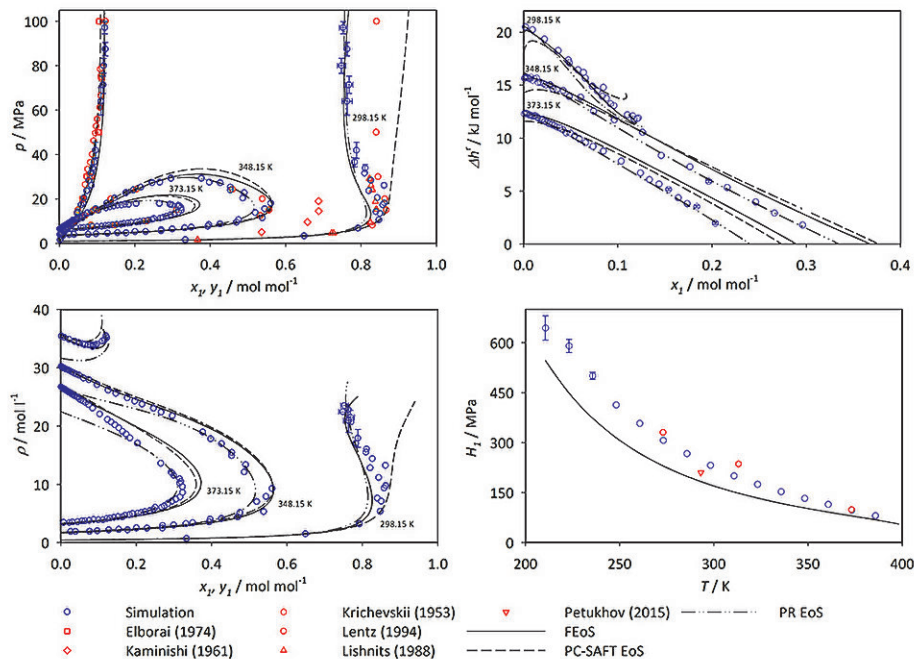 100
80
60
40
20
0
p / MPa
298.15 K
348.15 K
373.15 K
0.0 0.2 0.4 0.6 0.8 1.0
x₁, y₁ / mol mol⁻¹
20
15
10
5
0
Δhʳ / kJ mol⁻¹
298.15 K
348.15 K
373.15 K
0.0 0.1 0.2 0.3 0.4
x₁ / mol mol⁻¹
40
30
20
10
0
ρ / mol l⁻¹
373.15 K
348.15 K
298.15 K
0.0 0.2 0.4 0.6 0.8 1.0
x₁, y₁ / mol mol⁻¹
600
450
300
150
0
H₁ / MPa
200 250 300 350 400
T / K
Simulation
Krichevskii (1953)
Petukhov (2015)
PR EoS
Elborai (1974)
Lentz (1994)
FEoS
Kaminishi (1961)
Lishnits (1988)
PC-SAFT EoS